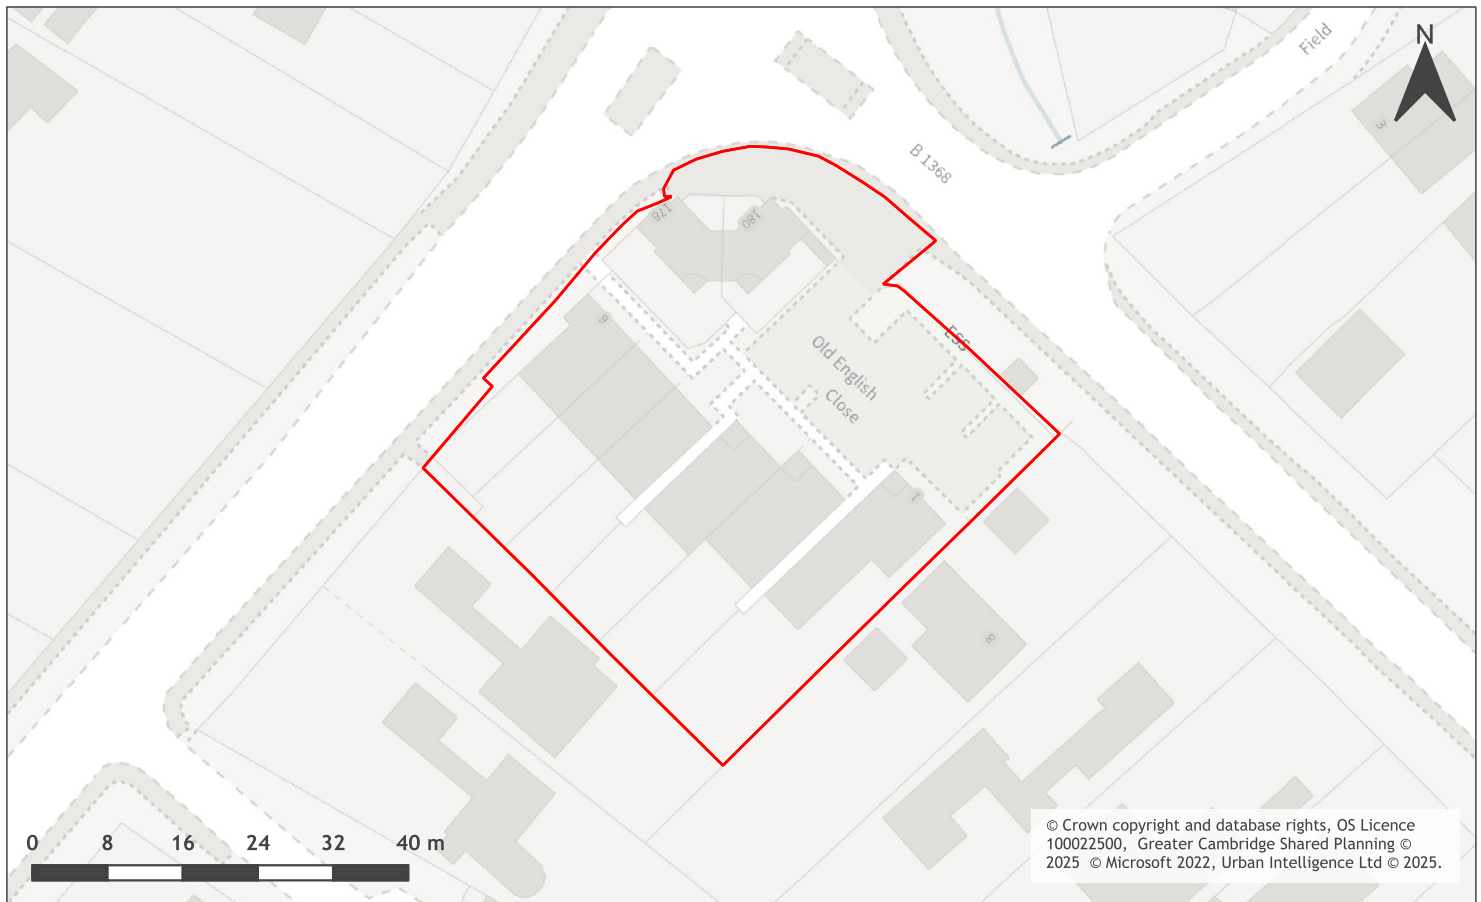 N
Field
3
B 1368
178
180
9
ESS
Old English
Close
1
8
0 8 16 24 32 40 m
© Crown copyright and database rights, OS Licence
100022500, Greater Cambridge Shared Planning ©
2025 © Microsoft 2022, Urban Intelligence Ltd © 2025.